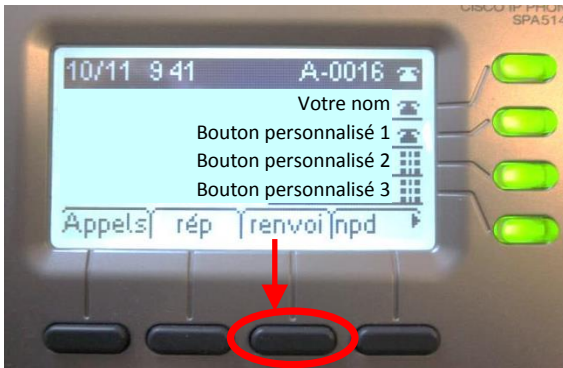 CISCO IP PHON
SPA514
10/11 9 41 A-0016
Votre nom
Bouton personnalisé 1
Bouton personnalisé 2
Bouton personnalisé 3
Appels rép renvoi npd